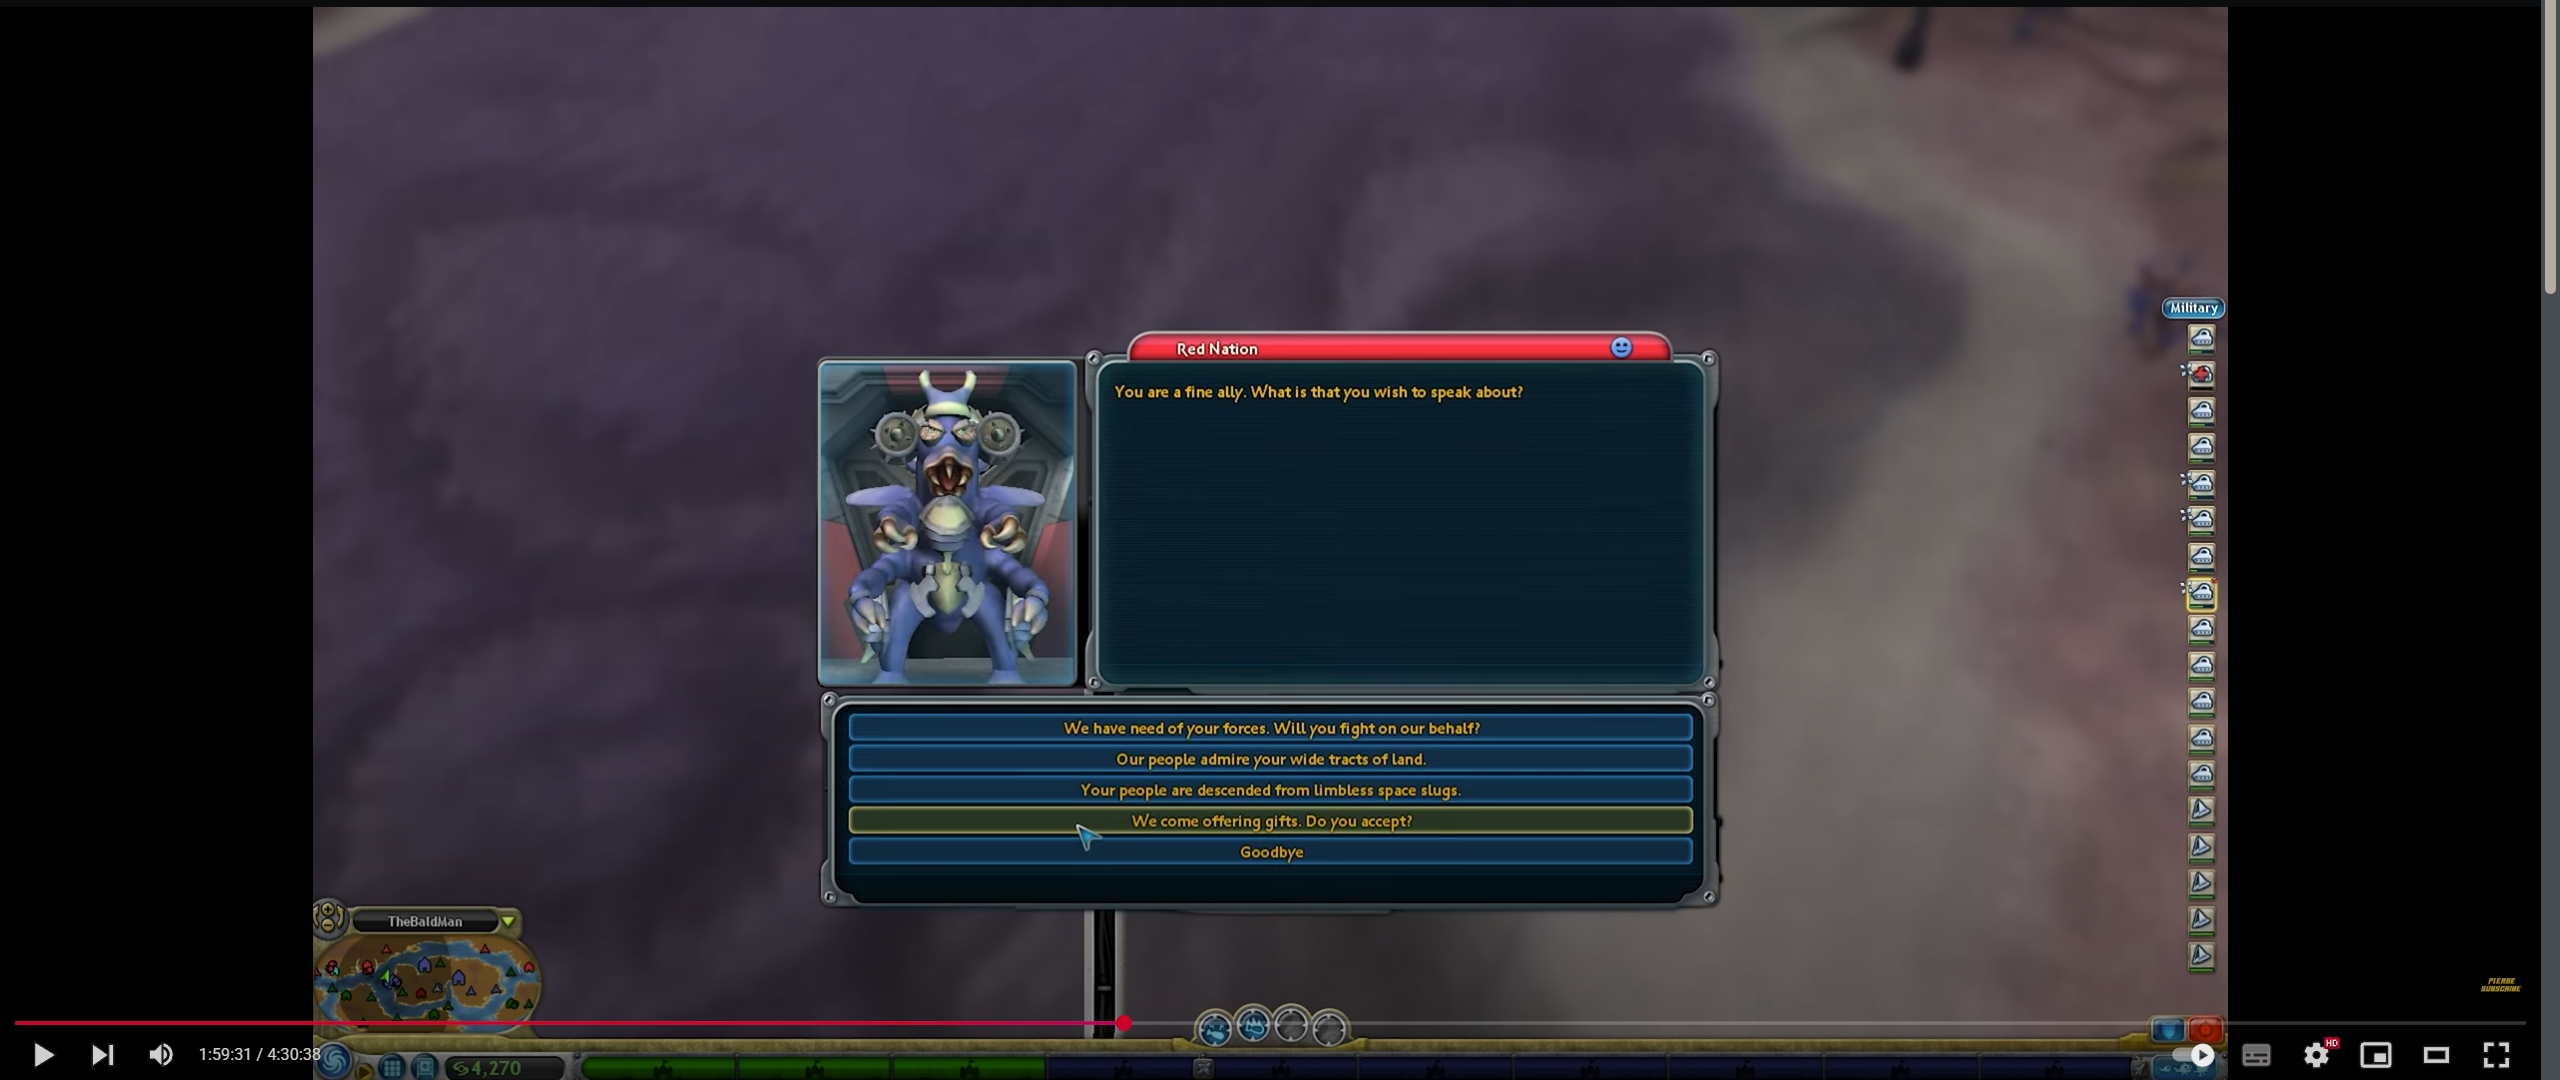 Military
Red Nation
You are a fine ally. What is that you wish to speak about?
We have need of your forces. Will you fight on our behalf?
Our people admire your wide tracts of land.
Your people are descended from limbless space slugs.
We come offering gifts. Do you accept?
Goodbye
TheBaldMan
PLEASE
SUBSCRIBE
1:59:31 / 4:30:38
HD
4,270